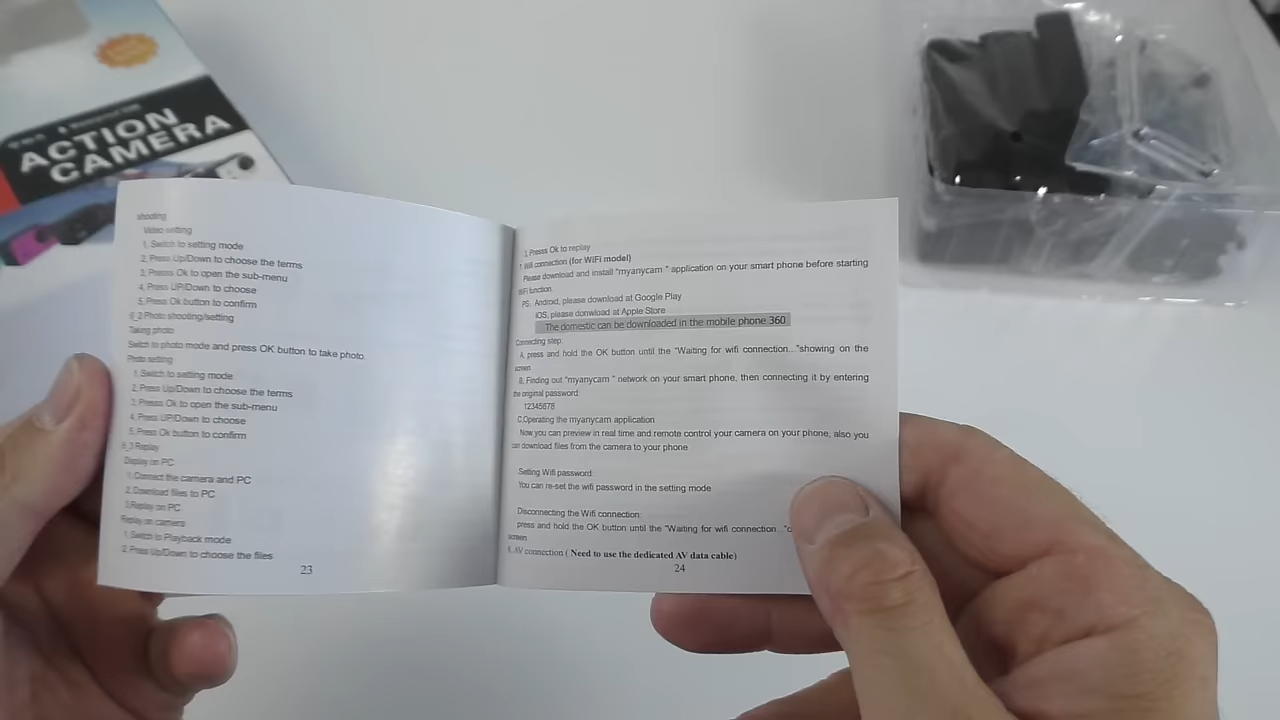 ACTION
CAMERA
shooting
Video setting
1, Switch to setting mode
2, Press Up/Down to choose the terms
3, Press Ok to open the sub-menu
4, Press UP/Down to choose
5, Press Ok button to confirm
6_2 Photo shooting/setting
Taking photo
Switch to photo mode and press OK button to take photo.
Photo setting
1, Switch to setting mode
2, Press Up/Down to choose the terms
3, Press Ok to open the sub-menu
4, Press UP/Down to choose
5, Press Ok button to confirm
6_3 Replay
Display on PC
1, Connect the camera and PC
2, Download files to PC
3,Replay on PC
Replay on camera
1, Switch to Playback mode
2, Press Up/Down to choose the files
23
3, Presss Ok to replay
7, Wifi connection (for WiFi model)
Please download and install "myanycam " application on your smart phone before starting
WiFi function.
PS: Android, please download at Google Play
iOS, please donwload at Apple Store
The domestic can be downloaded in the mobile phone 360
Connecting step:
A, press and hold the OK button until the "Waiting for wifi connection..."showing on the
screen
B, Finding out "myanycam " network on your smart phone, then connecting it by entering
the original password:
12345678
C,Operating the myanycam application
Now you can preview in real time and remote control your camera on your phone, also you
can download files from the camera to your phone
Setting Wifi password:
You can re-set the wifi password in the setting mode
Disconnecting the Wifi connection:
press and hold the OK button until the "Waiting for wifi connection..."
screen
8, AV connection ( Need to use the dedicated AV data cable)
24